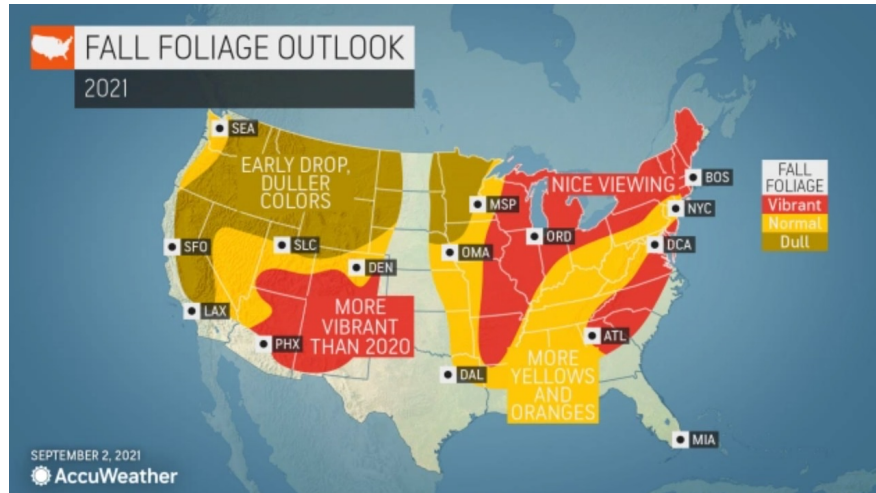 FALL FOLIAGE OUTLOOK
2021
SEA
EARLY DROP,
DULLER
COLORS
MSP
NICE VIEWING
BOS
FALL
FOLIAGE
Vibrant
Normal
Dull
NYC
SFO
SLC
OMA
ORD
DCA
DEN
LAX
MORE
VIBRANT
THAN 2020
PHX
ATL
DAL
MORE
YELLOWS
AND
ORANGES
MIA
SEPTEMBER 2, 2021
AccuWeather